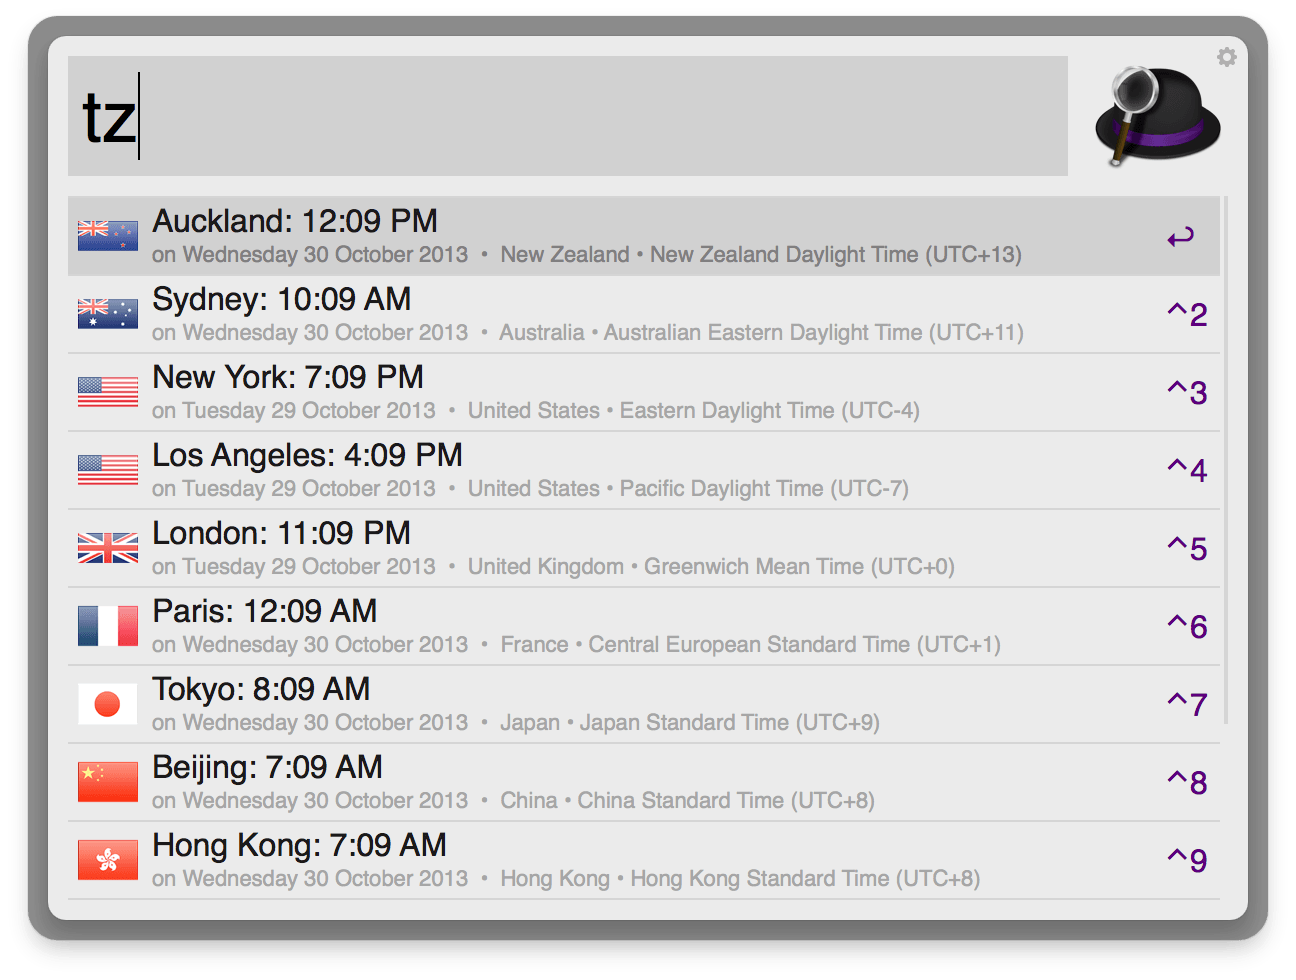 tz
Auckland: 12:09 PM
on Wednesday 30 October 2013 • New Zealand • New Zealand Daylight Time (UTC+13)
↩
Sydney: 10:09 AM
on Wednesday 30 October 2013 • Australia • Australian Eastern Daylight Time (UTC+11)
^2
New York: 7:09 PM
on Tuesday 29 October 2013 • United States • Eastern Daylight Time (UTC-4)
^3
Los Angeles: 4:09 PM
on Tuesday 29 October 2013 • United States • Pacific Daylight Time (UTC-7)
^4
London: 11:09 PM
on Tuesday 29 October 2013 • United Kingdom • Greenwich Mean Time (UTC+0)
^5
Paris: 12:09 AM
on Wednesday 30 October 2013 • France • Central European Standard Time (UTC+1)
^6
Tokyo: 8:09 AM
on Wednesday 30 October 2013 • Japan • Japan Standard Time (UTC+9)
^7
Beijing: 7:09 AM
on Wednesday 30 October 2013 • China • China Standard Time (UTC+8)
^8
Hong Kong: 7:09 AM
on Wednesday 30 October 2013 • Hong Kong • Hong Kong Standard Time (UTC+8)
^9